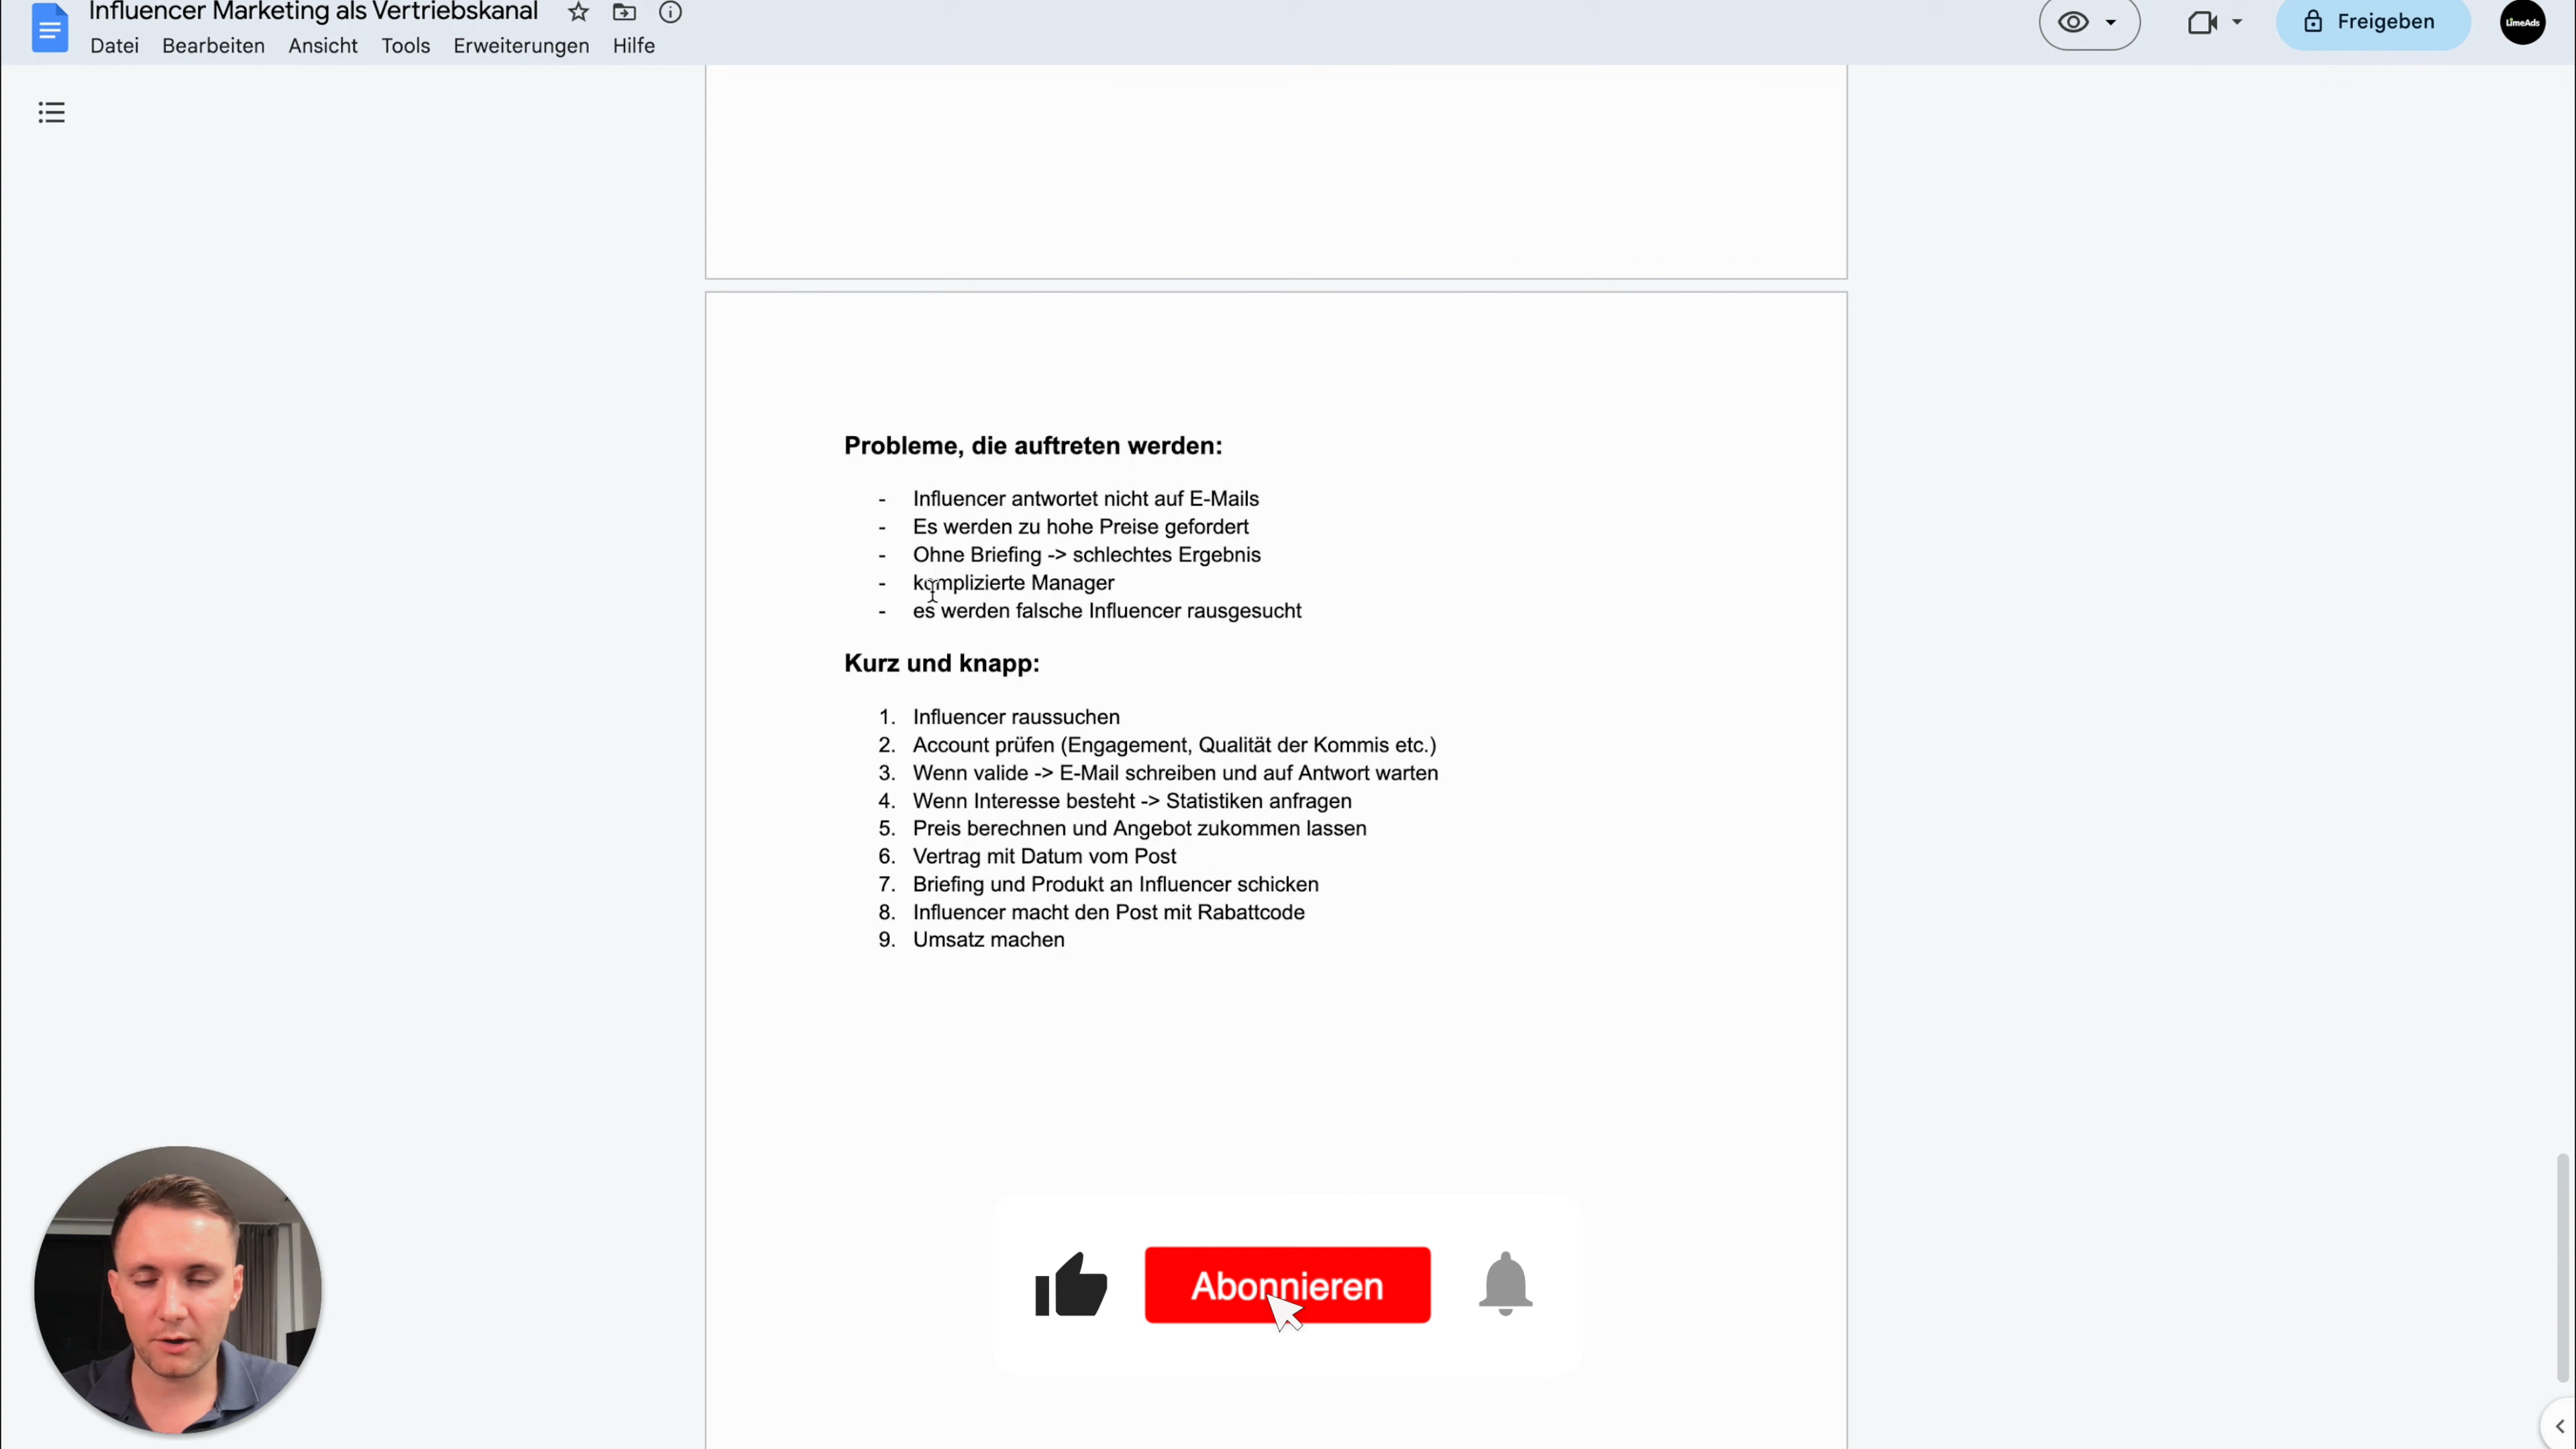 Influencer Marketing als Vertriebskanal
Datei Bearbeiten Ansicht Tools Erweiterungen Hilfe
Freigeben
LimeAds
Probleme, die auftreten werden:
- Influencer antwortet nicht auf E-Mails
- Es werden zu hohe Preise gefordert
- Ohne Briefing -> schlechtes Ergebnis
- komplizierte Manager
- es werden falsche Influencer rausgesucht
Kurz und knapp:
1. Influencer raussuchen
2. Account prüfen (Engagement, Qualität der Kommis etc.)
3. Wenn valide -> E-Mail schreiben und auf Antwort warten
4. Wenn Interesse besteht -> Statistiken anfragen
5. Preis berechnen und Angebot zukommen lassen
6. Vertrag mit Datum vom Post
7. Briefing und Produkt an Influencer schicken
8. Influencer macht den Post mit Rabattcode
9. Umsatz machen
Abonnieren